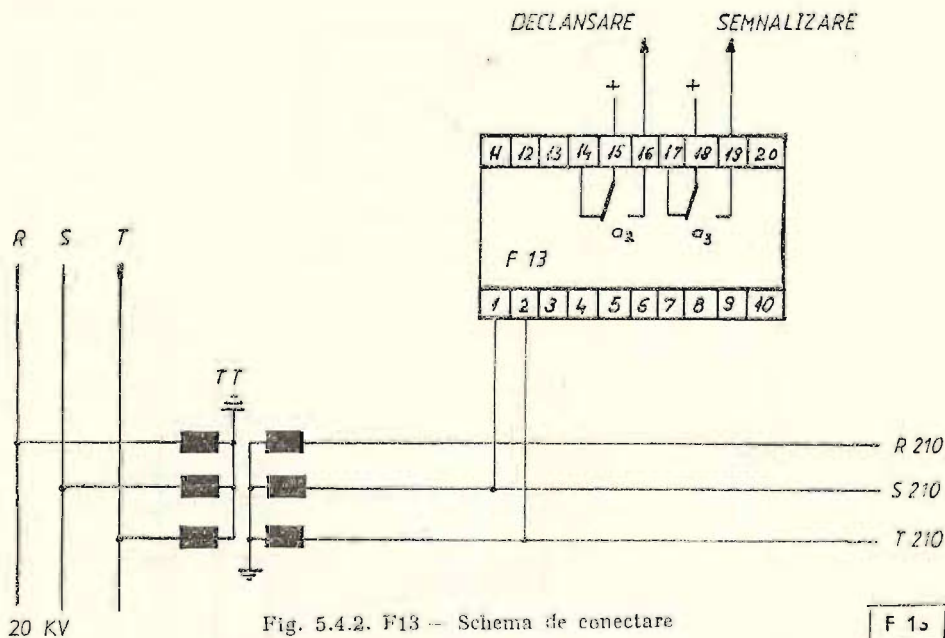 DECLANSARE SEMNALIZARE
+ +
11 12 13 14 15 16 17 18 19 20
a2 a3
F 13
1 2 3 4 5 6 7 8 9 10
R S T
TT
R 210
S 210
T 210
20 KV
Fig. 5.4.2. F13 – Schema de conectare
F 13